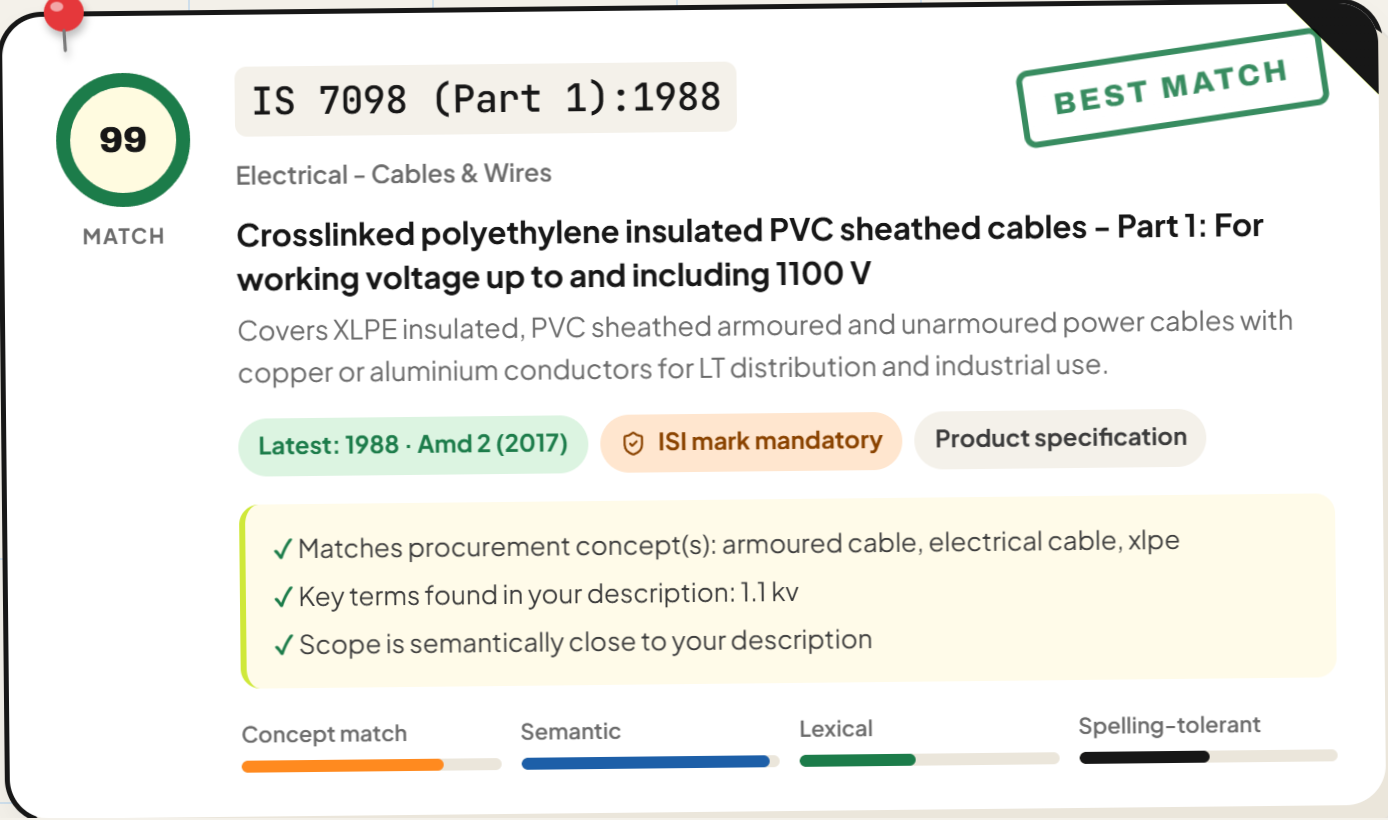 99
MATCH
IS 7098 (Part 1):1988
BEST MATCH
Electrical – Cables & Wires
Crosslinked polyethylene insulated PVC sheathed cables – Part 1: For
working voltage up to and including 1100 V
Covers XLPE insulated, PVC sheathed armoured and unarmoured power cables with
copper or aluminium conductors for LT distribution and industrial use.
Latest: 1988 · Amd 2 (2017)
ISI mark mandatory
Product specification
✓ Matches procurement concept(s): armoured cable, electrical cable, xlpe
✓ Key terms found in your description: 1.1 kv
✓ Scope is semantically close to your description
Concept match
Semantic
Lexical
Spelling-tolerant